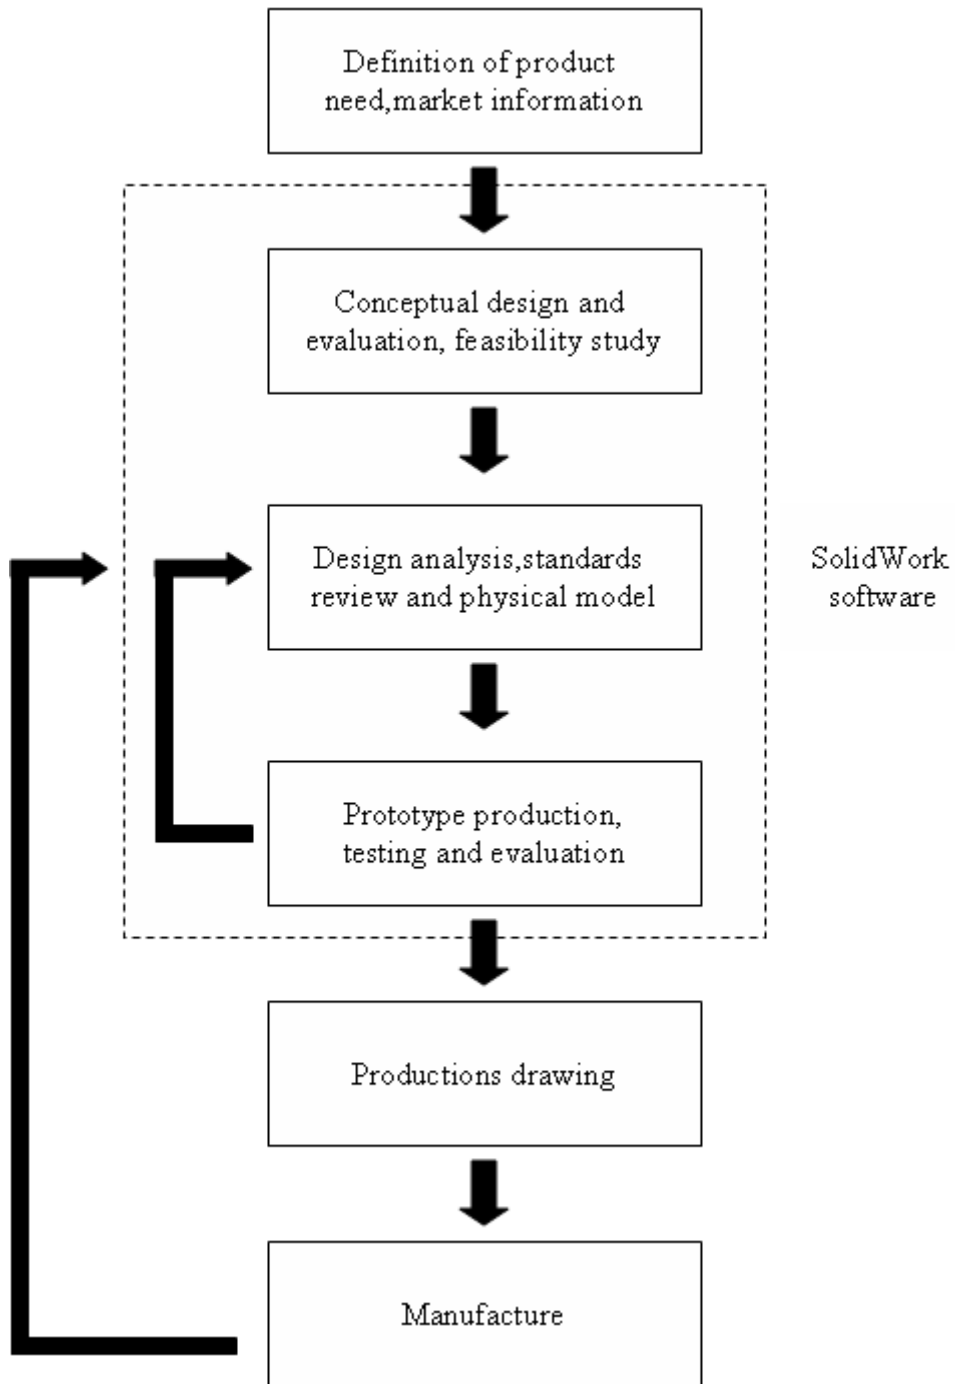 Definition of product
need,market information
Conceptual design and
evaluation, feasibility study
Design analysis,standards
review and physical model
SolidWork
software
Prototype production,
testing and evaluation
Productions drawing
Manufacture